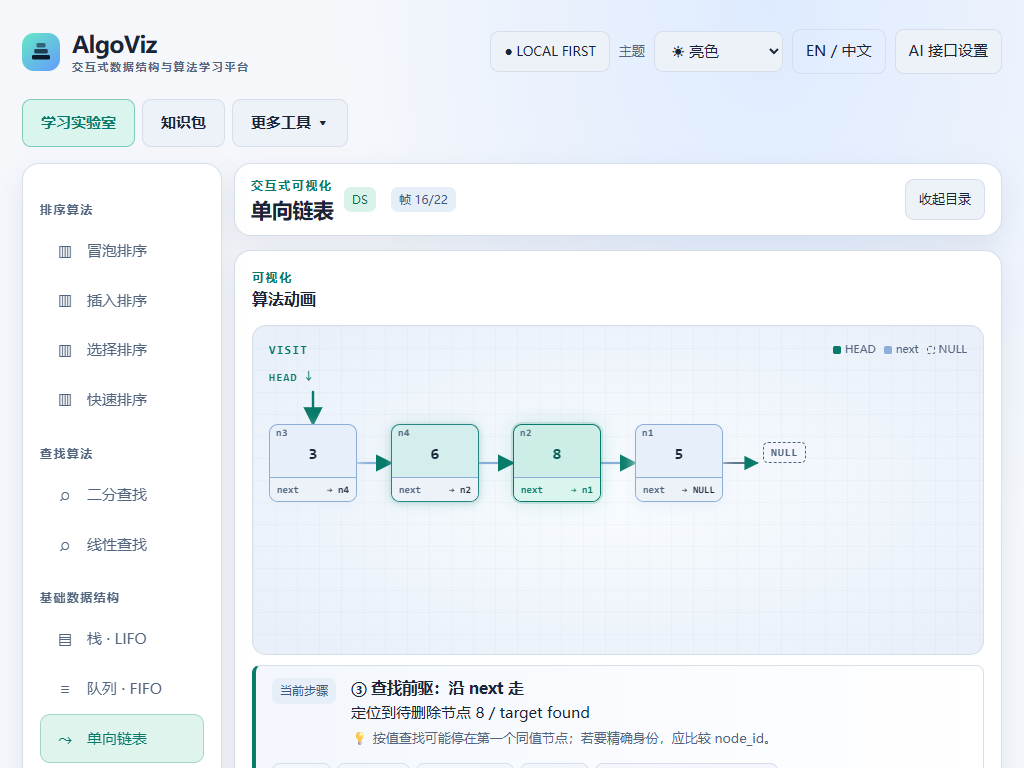 AlgoViz
交互式数据结构与算法学习平台
● LOCAL FIRST
主题
☀ 亮色
EN / 中文
AI 接口设置
学习实验室
知识包
更多工具 ▾
排序算法
▥ 冒泡排序
▥ 插入排序
▥ 选择排序
▥ 快速排序
查找算法
⌕ 二分查找
⌕ 线性查找
基础数据结构
▤ 栈 · LIFO
≡ 队列 · FIFO
⤳ 单向链表
交互式可视化
单向链表
DS
帧 16/22
收起目录
可视化
算法动画
VISIT
HEAD
next
NULL
HEAD ↓
n3
3
next → n4
n4
6
next → n2
n2
8
next → n1
n1
5
next → NULL
NULL
当前步骤
③ 查找前驱：沿 next 走
定位到待删除节点 8 / target found
💡 按值查找可能停在第一个同值节点；若要精确身份，应比较 node_id。